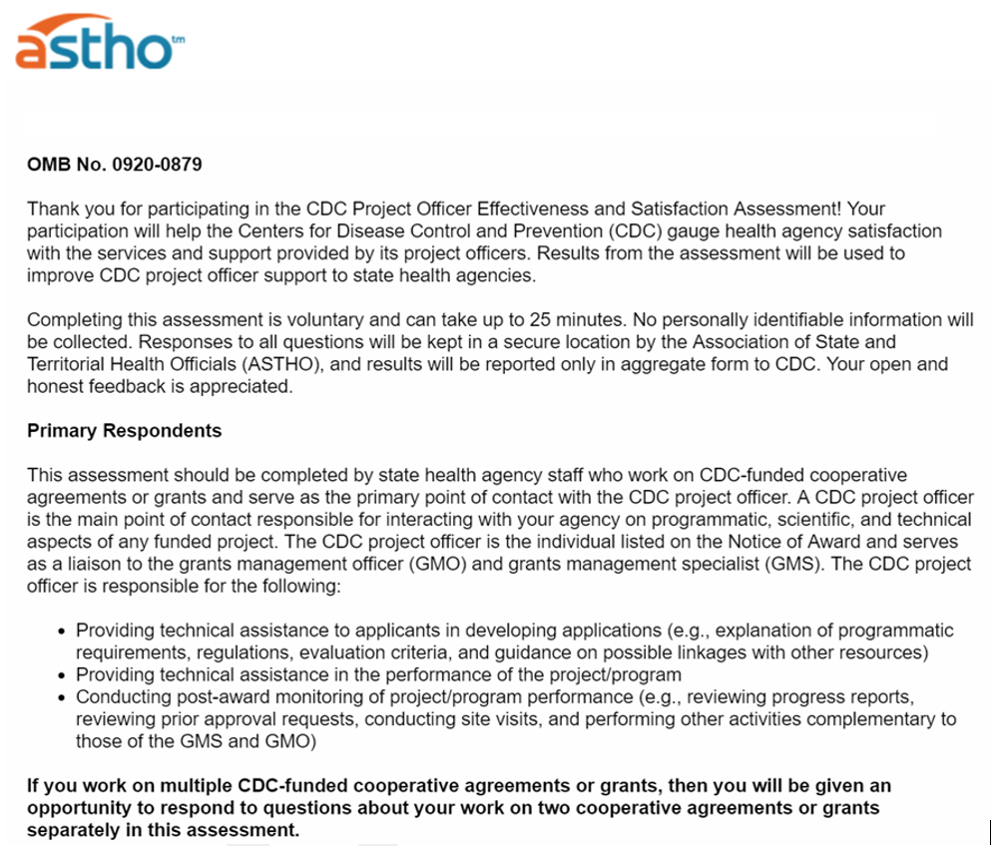 astho™
OMB No. 0920-0879
Thank you for participating in the CDC Project Officer Effectiveness and Satisfaction Assessment! Your
participation will help the Centers for Disease Control and Prevention (CDC) gauge health agency satisfaction
with the services and support provided by its project officers. Results from the assessment will be used to
improve CDC project officer support to state health agencies.
Completing this assessment is voluntary and can take up to 25 minutes. No personally identifiable information will
be collected. Responses to all questions will be kept in a secure location by the Association of State and
Territorial Health Officials (ASTHO), and results will be reported only in aggregate form to CDC. Your open and
honest feedback is appreciated.
Primary Respondents
This assessment should be completed by state health agency staff who work on CDC-funded cooperative
agreements or grants and serve as the primary point of contact with the CDC project officer. A CDC project officer
is the main point of contact responsible for interacting with your agency on programmatic, scientific, and technical
aspects of any funded project. The CDC project officer is the individual listed on the Notice of Award and serves
as a liaison to the grants management officer (GMO) and grants management specialist (GMS). The CDC project
officer is responsible for the following:
• Providing technical assistance to applicants in developing applications (e.g., explanation of programmatic
requirements, regulations, evaluation criteria, and guidance on possible linkages with other resources)
• Providing technical assistance in the performance of the project/program
• Conducting post-award monitoring of project/program performance (e.g., reviewing progress reports,
reviewing prior approval requests, conducting site visits, and performing other activities complementary to
those of the GMS and GMO)
If you work on multiple CDC-funded cooperative agreements or grants, then you will be given an
opportunity to respond to questions about your work on two cooperative agreements or grants
separately in this assessment.